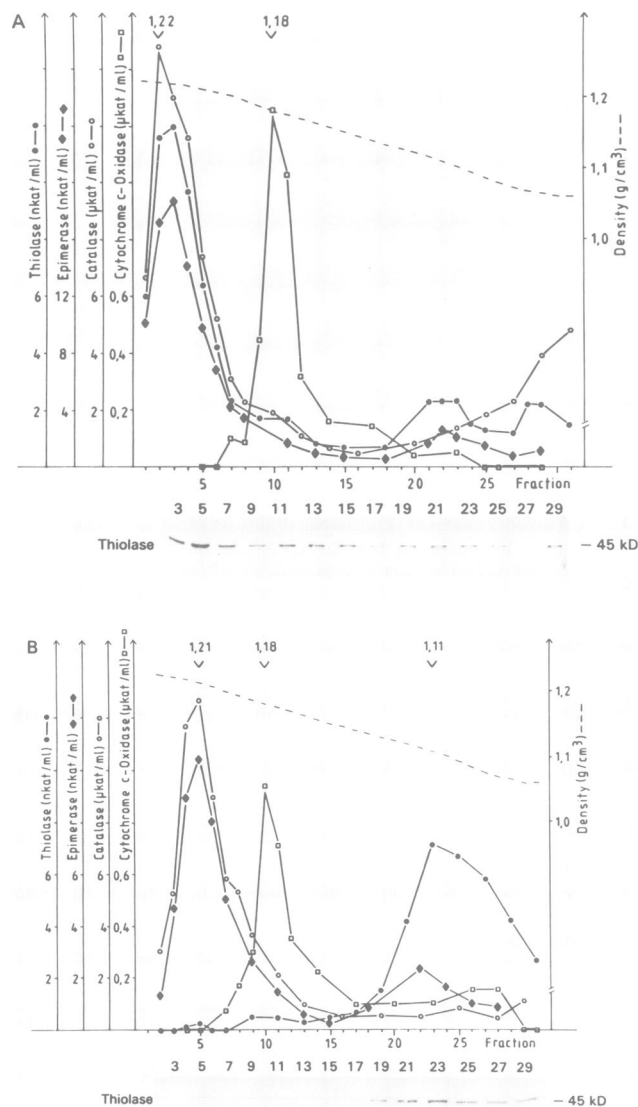 A
1,22
1,18
Thiolase (nkat/ml)
Epimerase (nkat/ml)
Catalase (μkat/ml)
Cytochrome c-Oxidase (μkat/ml)
6 12 6 0,6
4 8 4 0,4
2 4 2 0,2
1,2
1,1
1,0
Density (g/cm³)
5 10 15 20 25 Fraction
3 5 7 9 11 13 15 17 19 21 23 25 27 29
Thiolase
– 45 kD
B
1,21
1,18
1,11
Thiolase (nkat/ml)
Epimerase (nkat/ml)
Catalase (μkat/ml)
Cytochrome c-Oxidase (μkat/ml)
6 6 6 0,6
4 4 4 0,4
2 2 2 0,2
1,2
1,1
1,0
Density (g/cm³)
5 10 15 20 25 Fraction
3 5 7 9 11 13 15 17 19 21 23 25 27 29
Thiolase
– 45 kD